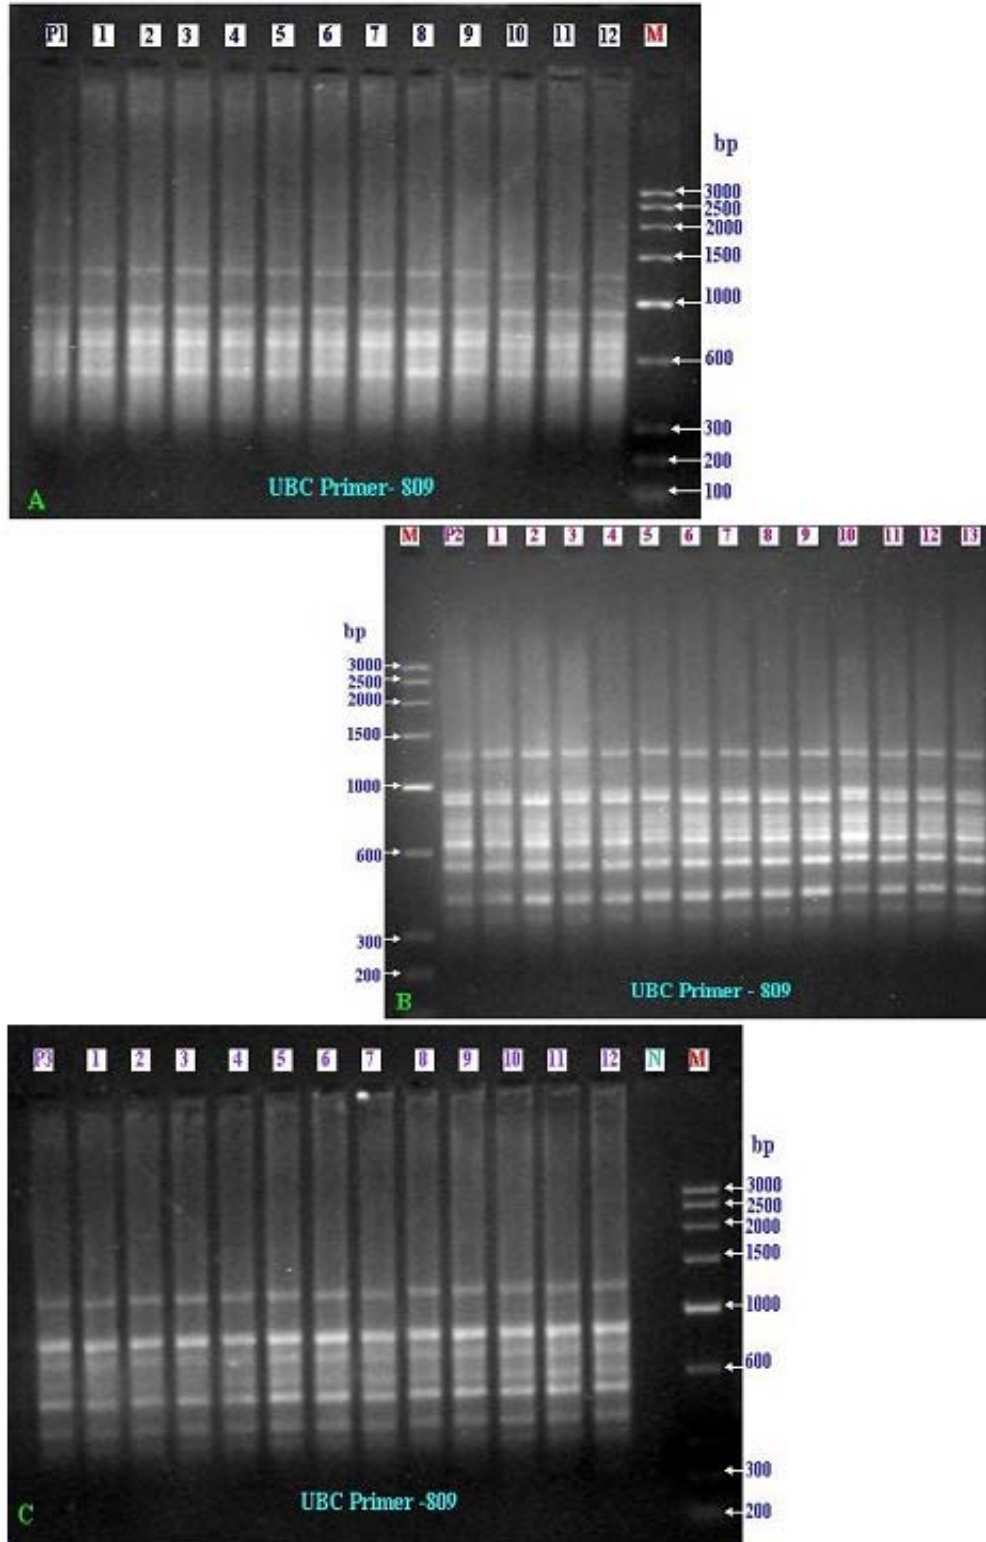 P1 1 2 3 4 5 6 7 8 9 10 11 12 M
bp
3000
2500
2000
1500
1000
600
300
200
100
UBC Primer- 809
A
M P2 1 2 3 4 5 6 7 8 9 10 11 12 13
bp
3000
2500
2000
1500
1000
600
300
200
UBC Primer - 809
B
P3 1 2 3 4 5 6 7 8 9 10 11 12 N M
bp
3000
2500
2000
1500
1000
600
300
200
UBC Primer -809
C